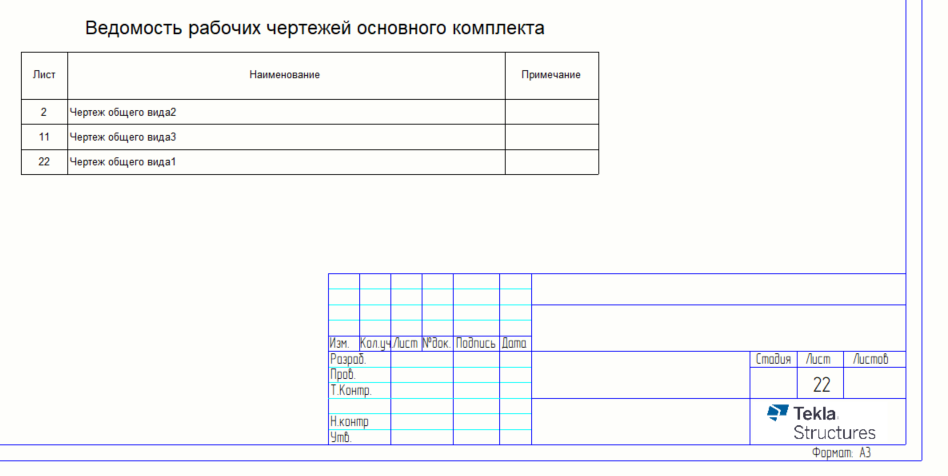 Ведомость рабочих чертежей основного комплекта
Лист Наименование Примечание
2 Чертеж общего вида2
11 Чертеж общего вида3
22 Чертеж общего вида1
Изм. Кол.уч Лист №док. Подпись Дата
Разраб. Стадия Лист Листов
Пров.
22
Т.Контр.
Tekla
Н.контр
Structures
Утв.
Формат: А3